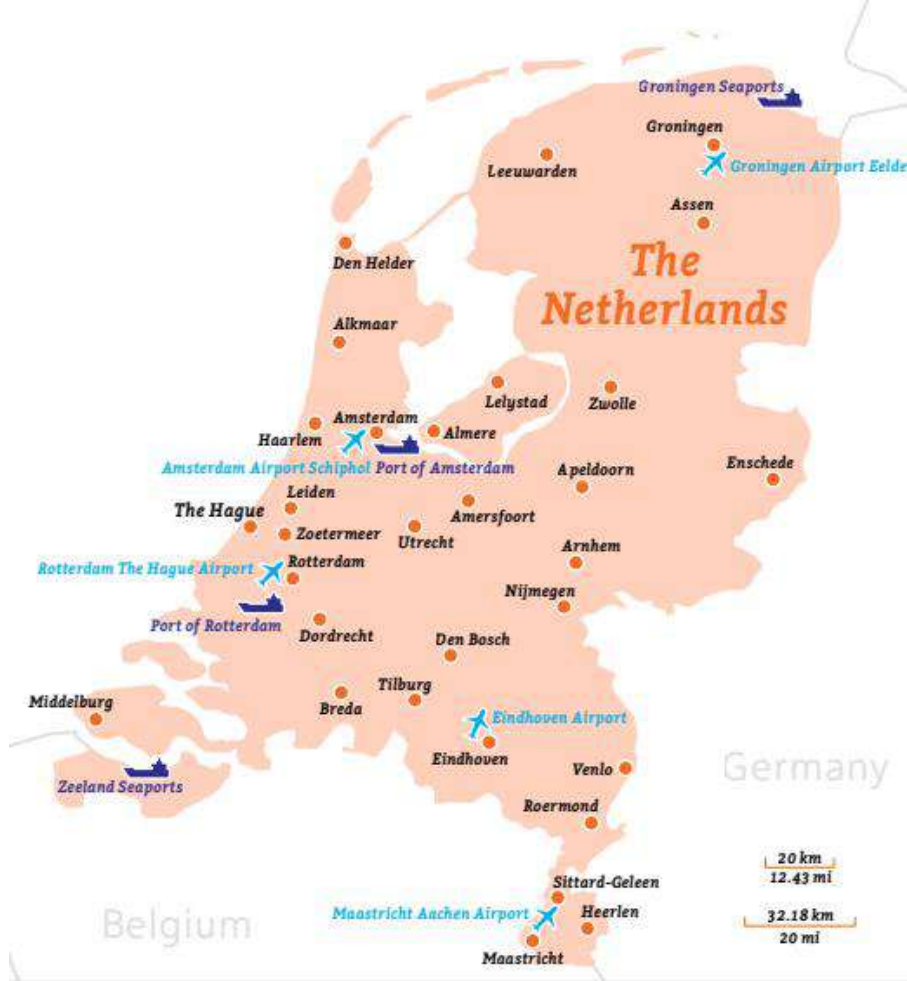 Groningen Seaports
Groningen
Leeuwarden
Groningen Airport Eelde
Assen
The
Netherlands
Den Helder
Alkmaar
Lelystad
Zwolle
Amsterdam
Haarlem
Almere
Amsterdam Airport Schiphol
Port of Amsterdam
Apeldoorn
Enschede
Leiden
The Hague
Amersfoort
Zoetermeer
Utrecht
Arnhem
Rotterdam The Hague Airport
Rotterdam
Nijmegen
Port of Rotterdam
Dordrecht
Den Bosch
Middelburg
Breda
Tilburg
Eindhoven Airport
Eindhoven
Venlo
Germany
Zeeland Seaports
Roermond
20 km
12.43 mi
Sittard-Geleen
Belgium
Maastricht Aachen Airport
Heerlen
32.18 km
20 mi
Maastricht